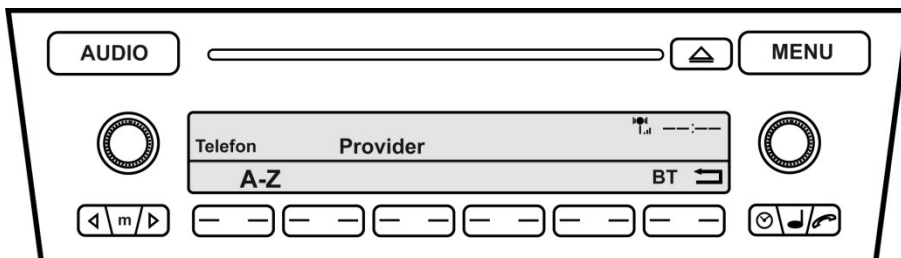 AUDIO
MENU
--:--
Telefon Provider
A-Z BT
m